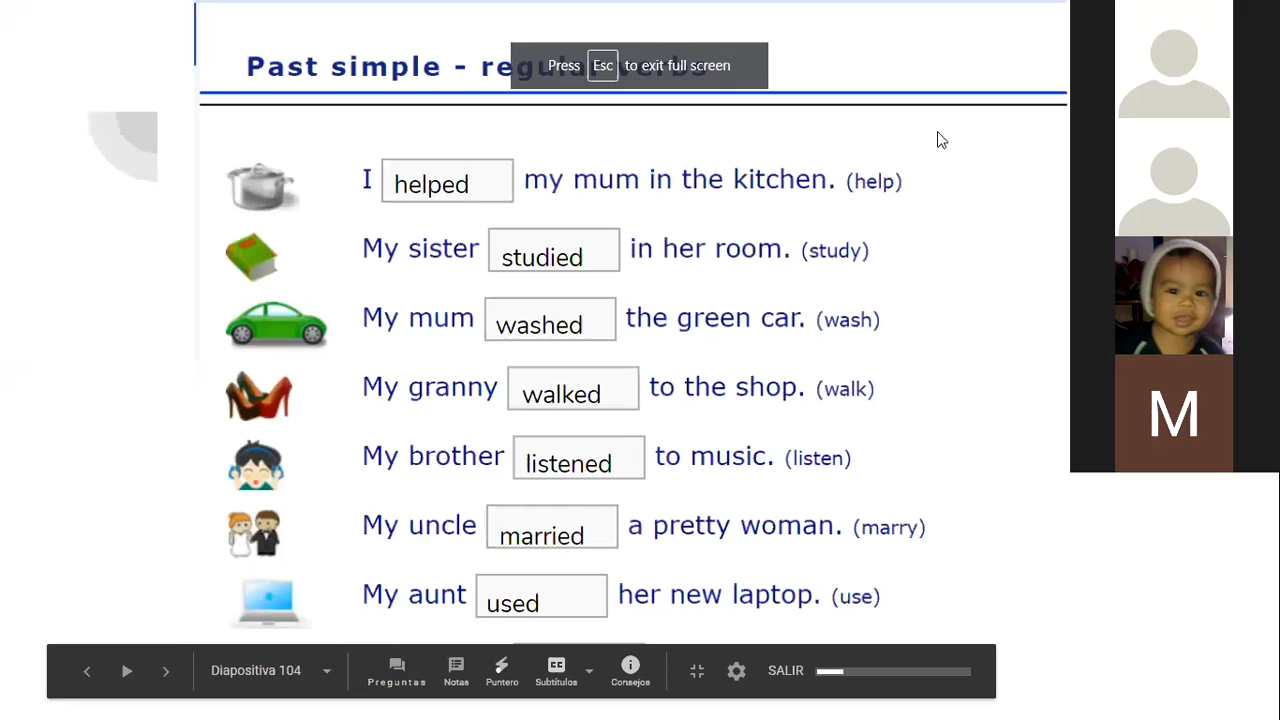 Past simple - regular verbs
Press Esc to exit full screen
I helped my mum in the kitchen. (help)
My sister studied in her room. (study)
My mum washed the green car. (wash)
My granny walked to the shop. (walk)
My brother listened to music. (listen)
My uncle married a pretty woman. (marry)
My aunt used her new laptop. (use)
M
Diapositiva 104 Preguntas Notas Puntero CC Subtítulos Consejos SALIR